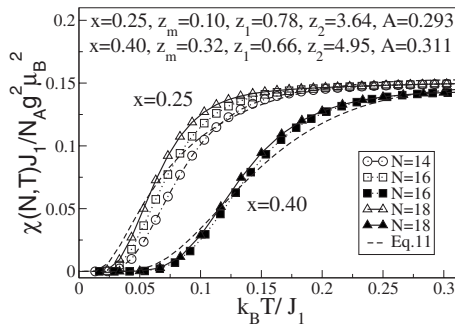 x=0.25, z_m=0.10, z_1=0.78, z_2=3.64, A=0.293
x=0.40, z_m=0.32, z_1=0.66, z_2=4.95, A=0.311
χ(N,T)J_1/N_A g^2 μ_B^2
0.2
0.15
0.1
0.05
0
x=0.25
x=0.40
N=14
N=16
N=16
N=18
N=18
Eq.11
0 0.05 0.1 0.15 0.2 0.25 0.3
k_B T/ J_1